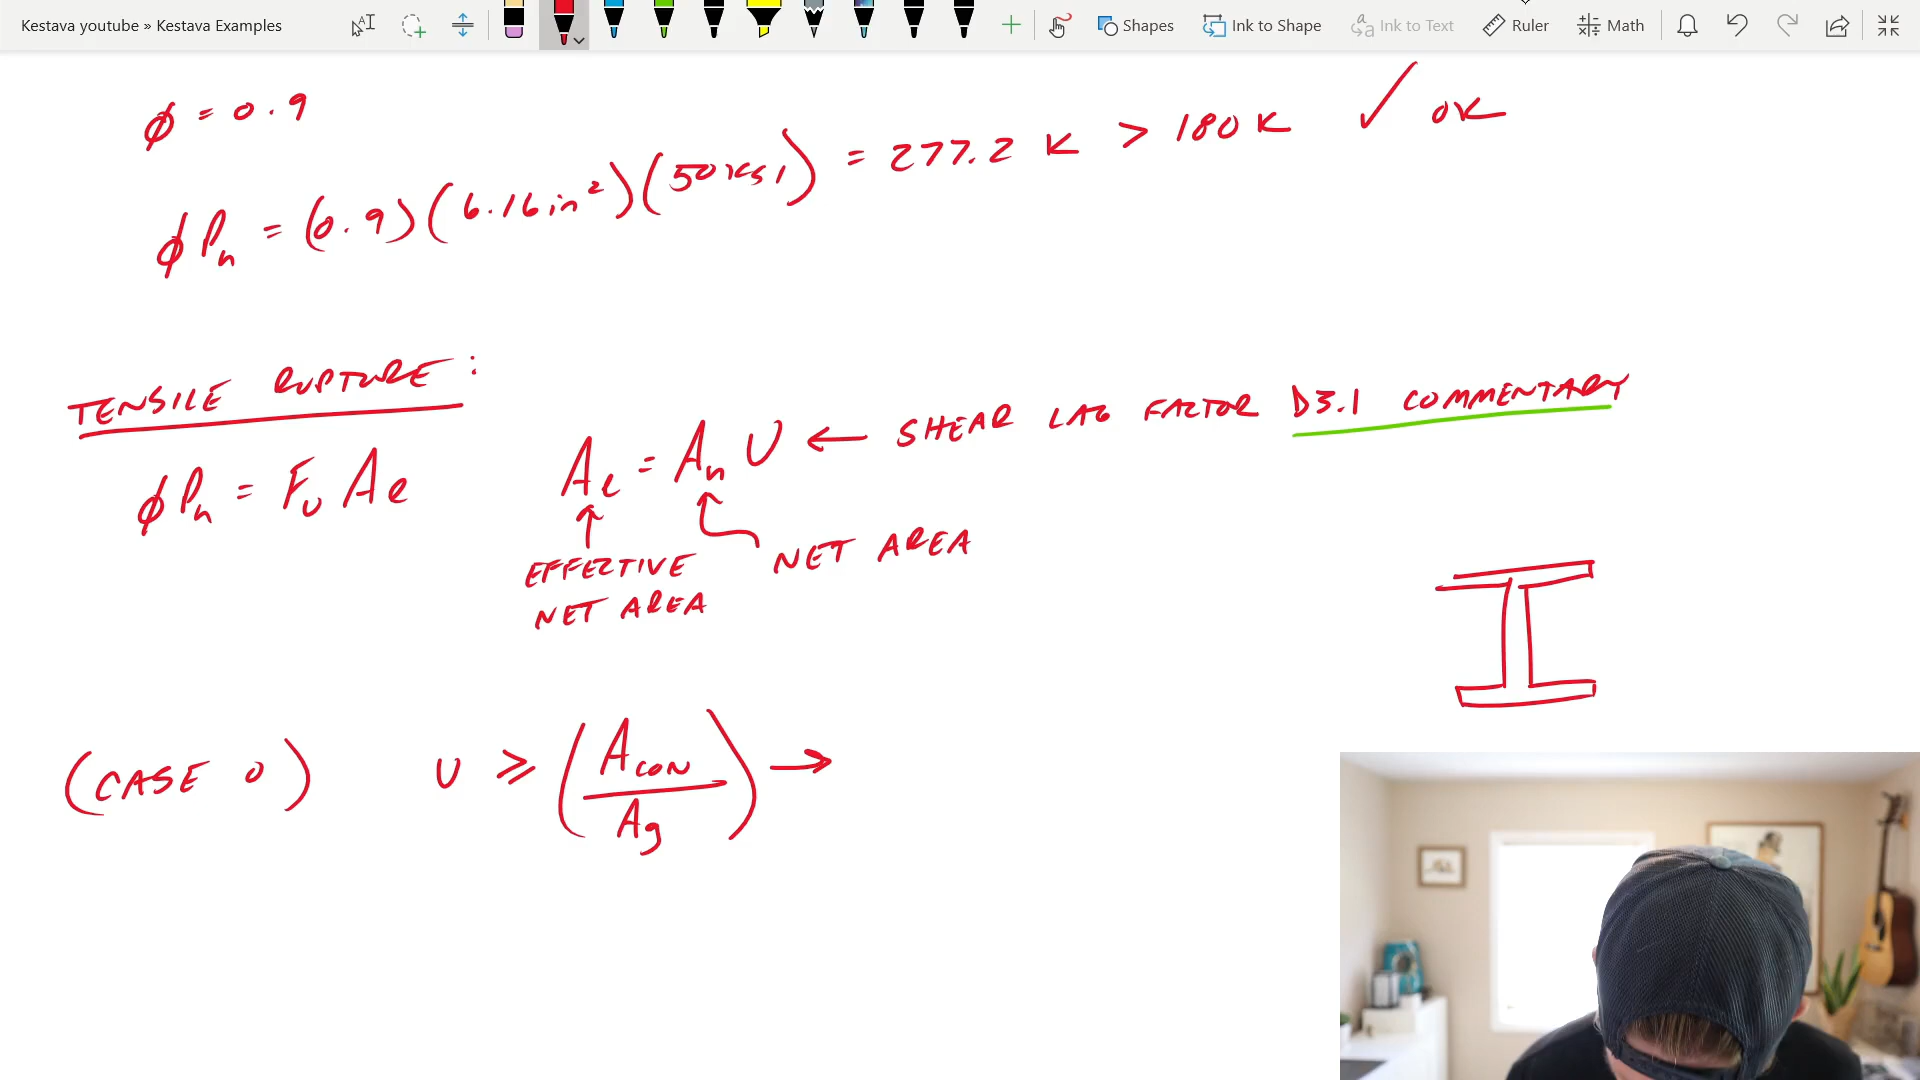 Kestava youtube » Kestava Examples
Shapes
Ink to Shape
Ink to Text
Ruler
Math
ϕ = 0.9
ϕPn = (0.9)(6.16in²)(50ksi) = 277.2 K > 180 K ✓ OK
TENSILE RUPTURE:
ϕPn = Fu Ae
Ae = An U ← SHEAR LAG FACTOR D3.1 COMMENTARY
EFFECTIVE NET AREA
NET AREA
(CASE 0) U ≥ (Acon / Ag) →